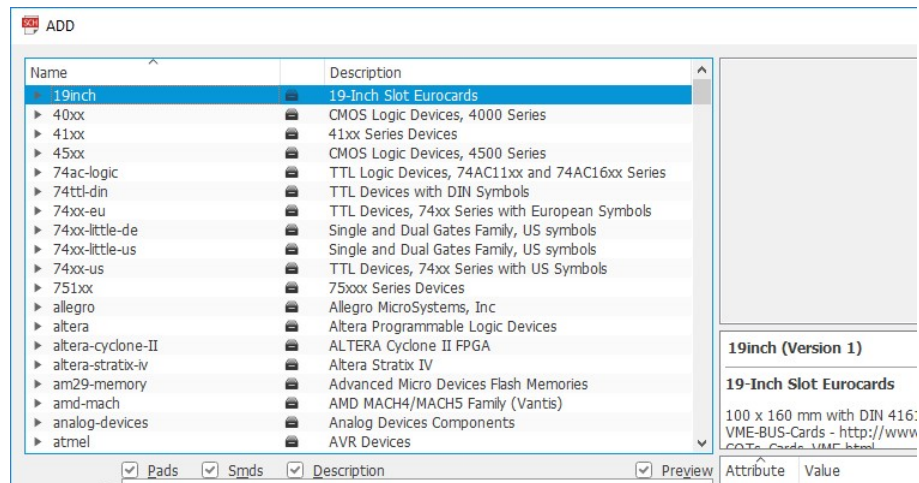 SCH ADD
Name Description
19inch 19-Inch Slot Eurocards
40xx CMOS Logic Devices, 4000 Series
41xx 41xx Series Devices
45xx CMOS Logic Devices, 4500 Series
74ac-logic TTL Logic Devices, 74AC11xx and 74AC16xx Series
74ttl-din TTL Devices with DIN Symbols
74xx-eu TTL Devices, 74xx Series with European Symbols
74xx-little-de Single and Dual Gates Family, US symbols
74xx-little-us Single and Dual Gates Family, US symbols
74xx-us TTL Devices, 74xx Series with US Symbols
751xx 75xxx Series Devices
allegro Allegro MicroSystems, Inc
altera Altera Programmable Logic Devices
altera-cyclone-II ALTERA Cyclone II FPGA
altera-stratix-iv Altera Stratix IV
am29-memory Advanced Micro Devices Flash Memories
amd-mach AMD MACH4/MACH5 Family (Vantis)
analog-devices Analog Devices Components
atmel AVR Devices
Pads Smds Description Preview
19inch (Version 1)
19-Inch Slot Eurocards
100 x 160 mm with DIN 4161
VME-BUS-Cards - http://www
COTs_Cards_VME.html
Attribute Value